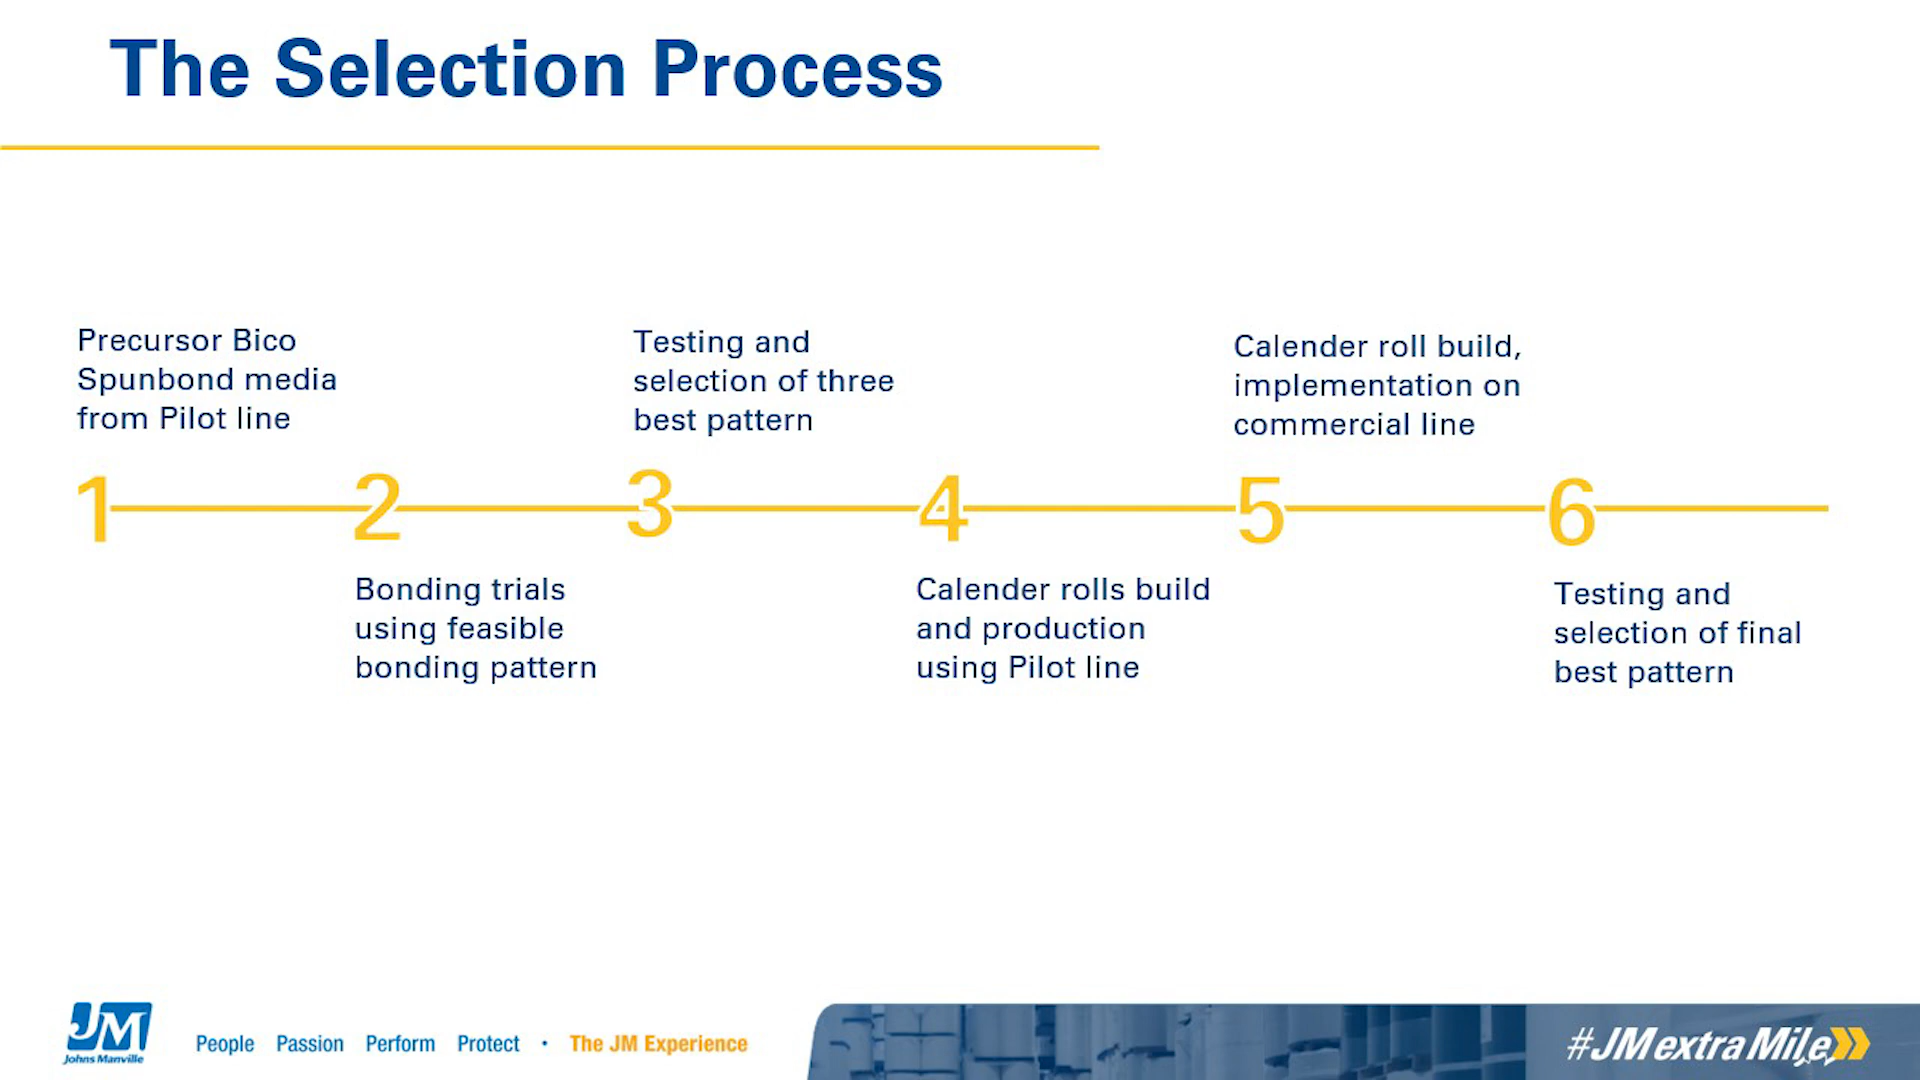 The Selection Process
Precursor Bico
Spunbond media
from Pilot line
Testing and
selection of three
best pattern
Calender roll build,
implementation on
commercial line
1 2 3 4 5 6
Bonding trials
using feasible
bonding pattern
Calender rolls build
and production
using Pilot line
Testing and
selection of final
best pattern
JM
Johns Manville
People Passion Perform Protect • The JM Experience
#JMextraMile